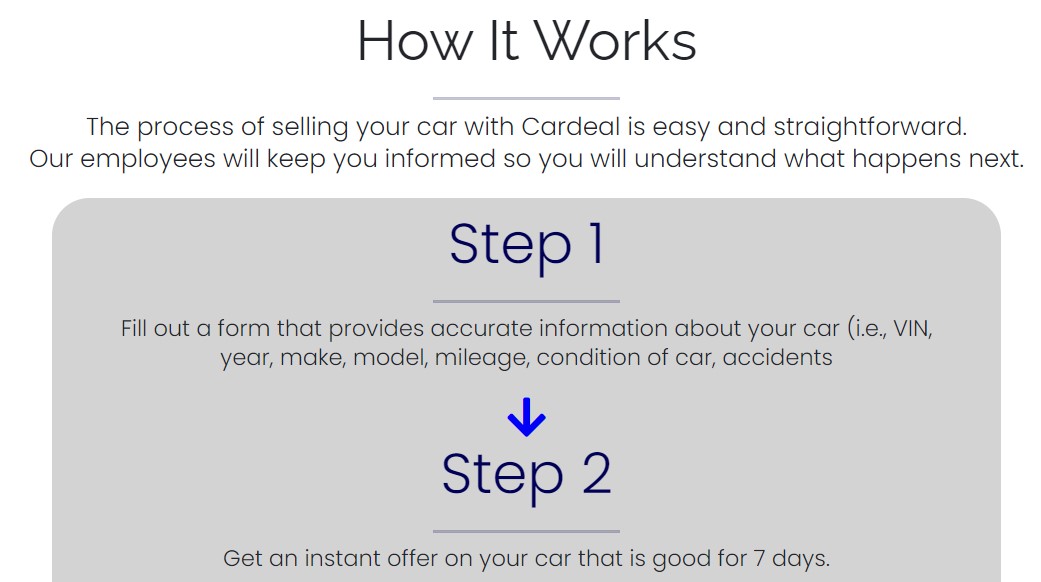 How It Works
The process of selling your car with Cardeal is easy and straightforward.
Our employees will keep you informed so you will understand what happens next.
Step 1
Fill out a form that provides accurate information about your car (i.e., VIN,
year, make, model, mileage, condition of car, accidents
Step 2
Get an instant offer on your car that is good for 7 days.